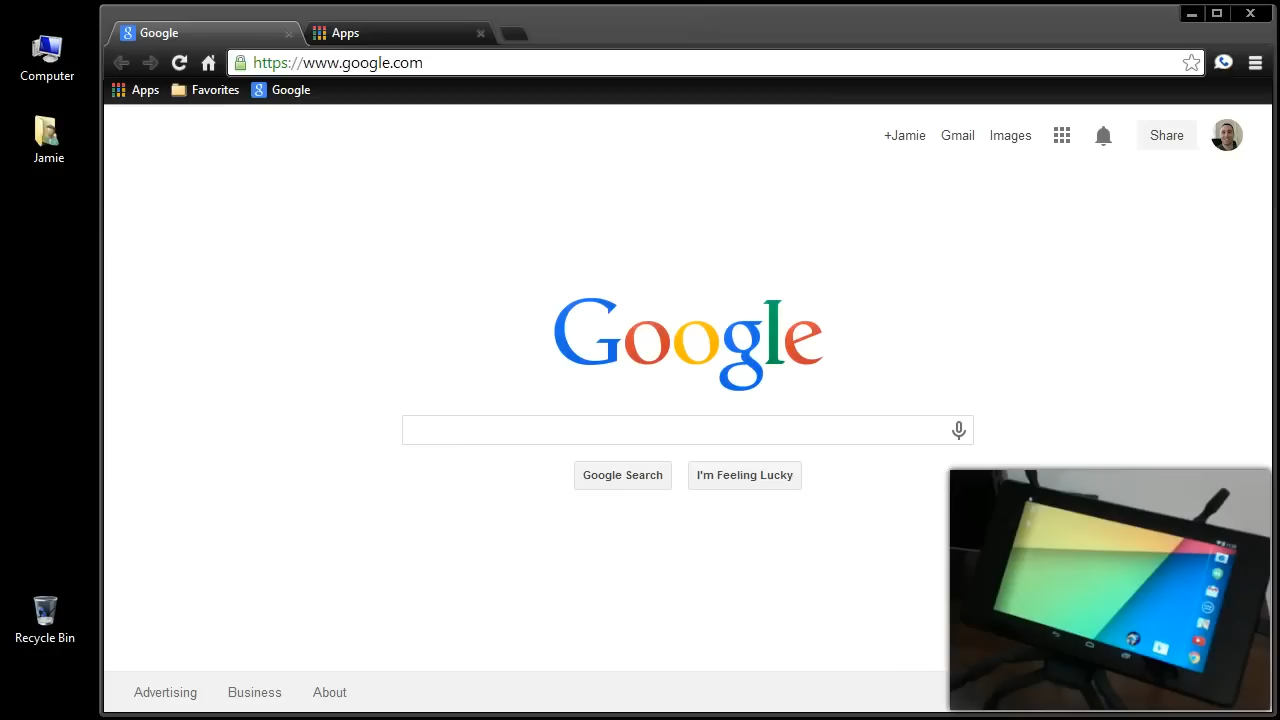 Computer
Jamie
Recycle Bin
Google
Apps
https://www.google.com
Apps Favorites Google
+Jamie Gmail Images Share
Google
Google Search I'm Feeling Lucky
Advertising Business About